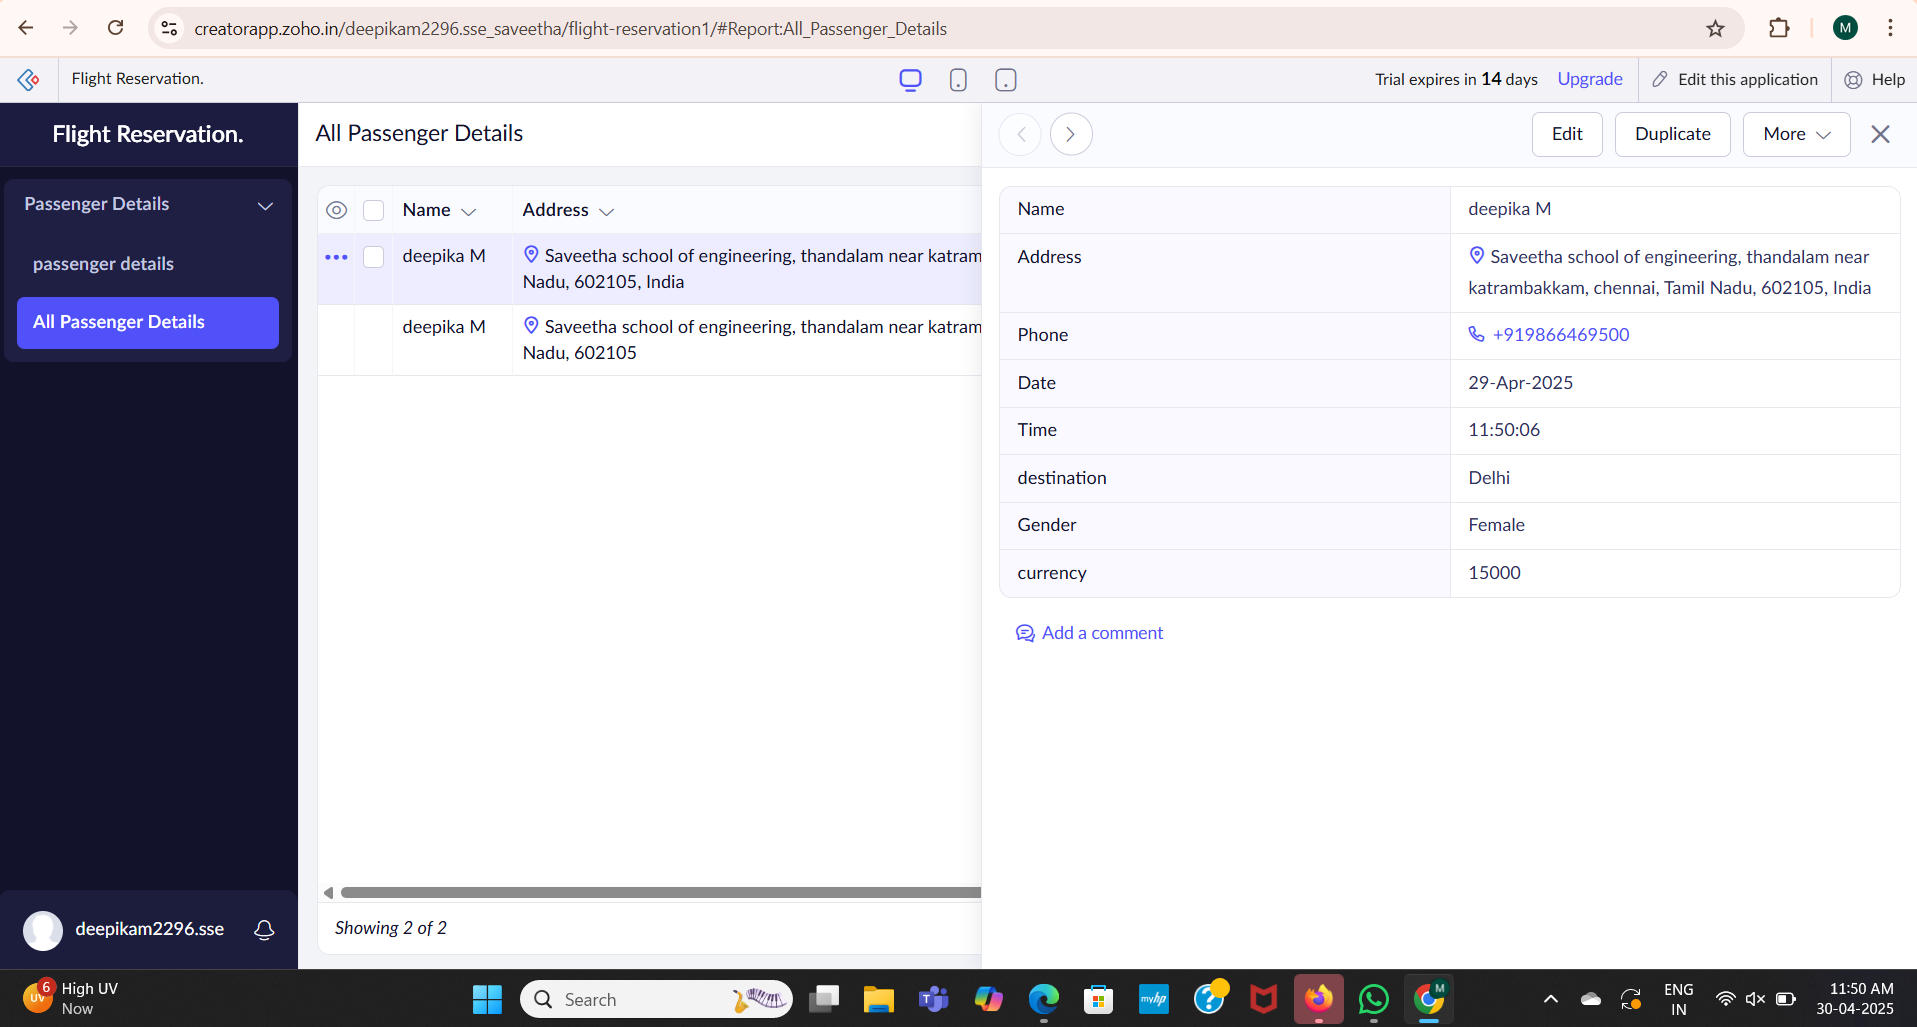 creatorapp.zoho.in/deepikam2296.sse_saveetha/flight-reservation1/#Report:All_Passenger_Details
M
Flight Reservation.
Trial expires in 14 days
Upgrade
Edit this application
Help
Flight Reservation.
Passenger Details
passenger details
All Passenger Details
deepikam2296.sse
All Passenger Details
Name
Address
deepika M
Saveetha school of engineering, thandalam near katram
Nadu, 602105, India
deepika M
Saveetha school of engineering, thandalam near katram
Nadu, 602105
Showing 2 of 2
Edit
Duplicate
More
Name
deepika M
Address
Saveetha school of engineering, thandalam near
katrambakkam, chennai, Tamil Nadu, 602105, India
Phone
+919866469500
Date
29-Apr-2025
Time
11:50:06
destination
Delhi
Gender
Female
currency
15000
Add a comment
6
UV
High UV
Now
Search
T
myhp
M
ENG
IN
11:50 AM
30-04-2025